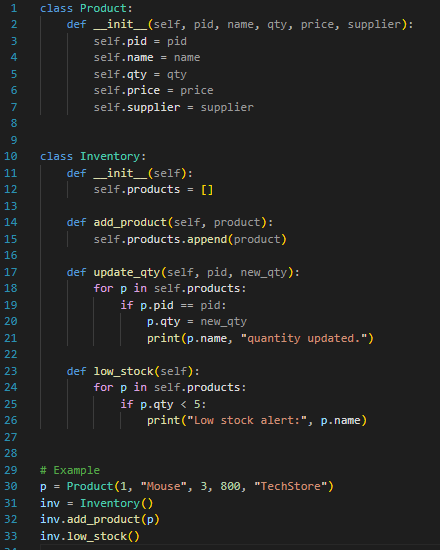 1 class Product:
2     def __init__(self, pid, name, qty, price, supplier):
3         self.pid = pid
4         self.name = name
5         self.qty = qty
6         self.price = price
7         self.supplier = supplier
8
9
10 class Inventory:
11     def __init__(self):
12         self.products = []
13
14     def add_product(self, product):
15         self.products.append(product)
16
17     def update_qty(self, pid, new_qty):
18         for p in self.products:
19             if p.pid == pid:
20                 p.qty = new_qty
21                 print(p.name, "quantity updated.")
22
23     def low_stock(self):
24         for p in self.products:
25             if p.qty < 5:
26                 print("Low stock alert:", p.name)
27
28
29 # Example
30 p = Product(1, "Mouse", 3, 800, "TechStore")
31 inv = Inventory()
32 inv.add_product(p)
33 inv.low_stock()